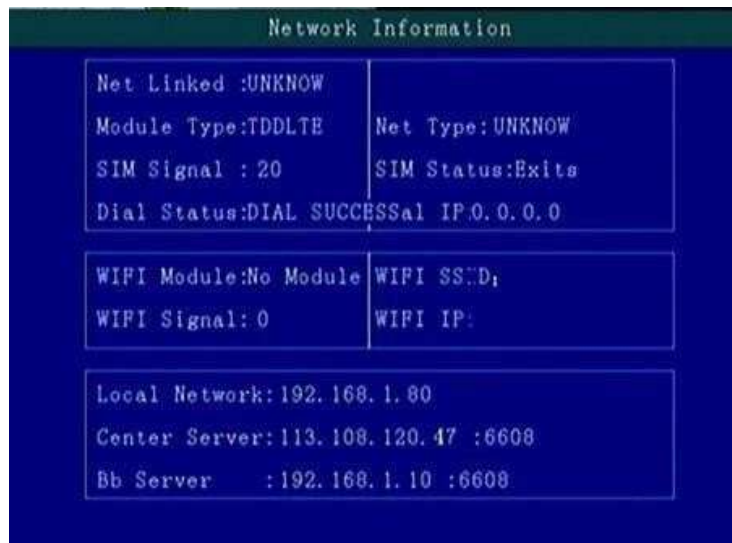 Network Information
Net Linked :UNKNOW
Module Type:TDDLTE Net Type:UNKNOW
SIM Signal : 20 SIM Status:Exits
Dial Status:DIAL SUCCESSal IP:0.0.0.0
WIFI Module:No Module WIFI SSID:
WIFI Signal: 0 WIFI IP:
Local Network:192.168.1.80
Center Server:113.108.120.47 :6608
Bb Server :192.168.1.10 :6608